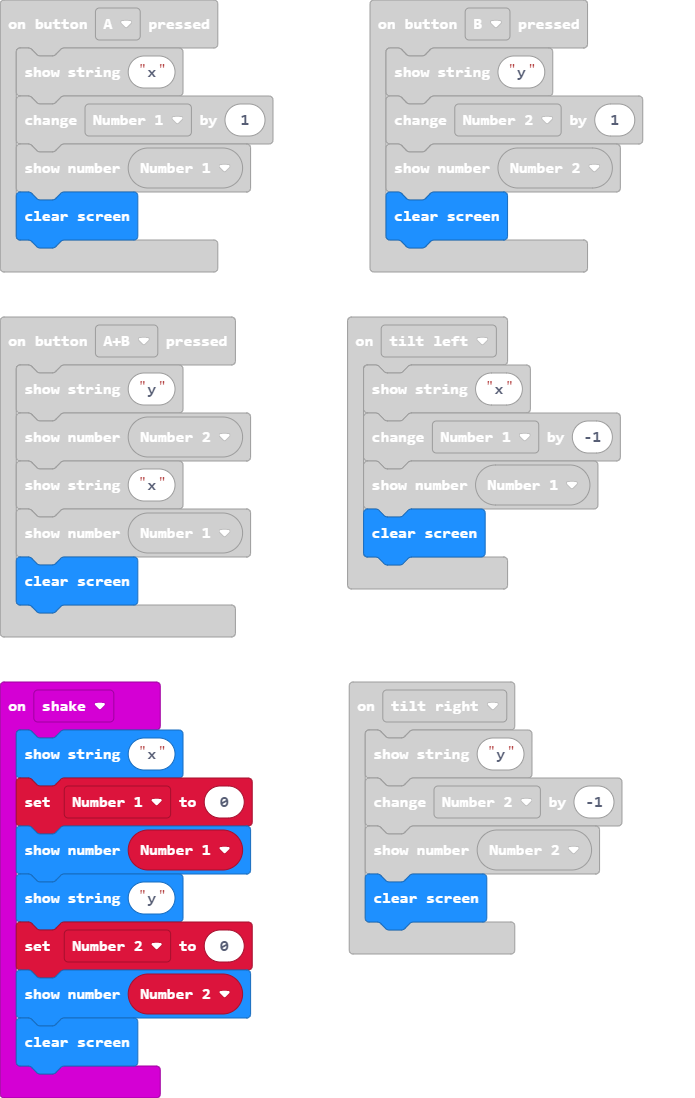 on button A pressed
show string "x"
change Number 1 by 1
show number Number 1
clear screen
on button B pressed
show string "y"
change Number 2 by 1
show number Number 2
clear screen
on button A+B pressed
show string "y"
show number Number 2
show string "x"
show number Number 1
clear screen
on tilt left
show string "x"
change Number 1 by -1
show number Number 1
clear screen
on shake
show string "x"
set Number 1 to 0
show number Number 1
show string "y"
set Number 2 to 0
show number Number 2
clear screen
on tilt right
show string "y"
change Number 2 by -1
show number Number 2
clear screen